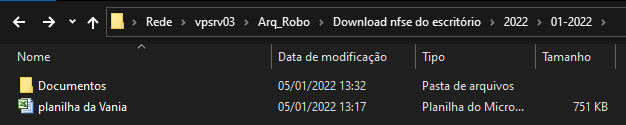 Rede > vpsrv03 > Arq_Robo > Download nfse do escritório > 2022 > 01-2022 >
Nome Data de modificação Tipo Tamanho
Documentos 05/01/2022 13:32 Pasta de arquivos
planilha da Vania 05/01/2022 13:17 Planilha do Micro... 751 KB